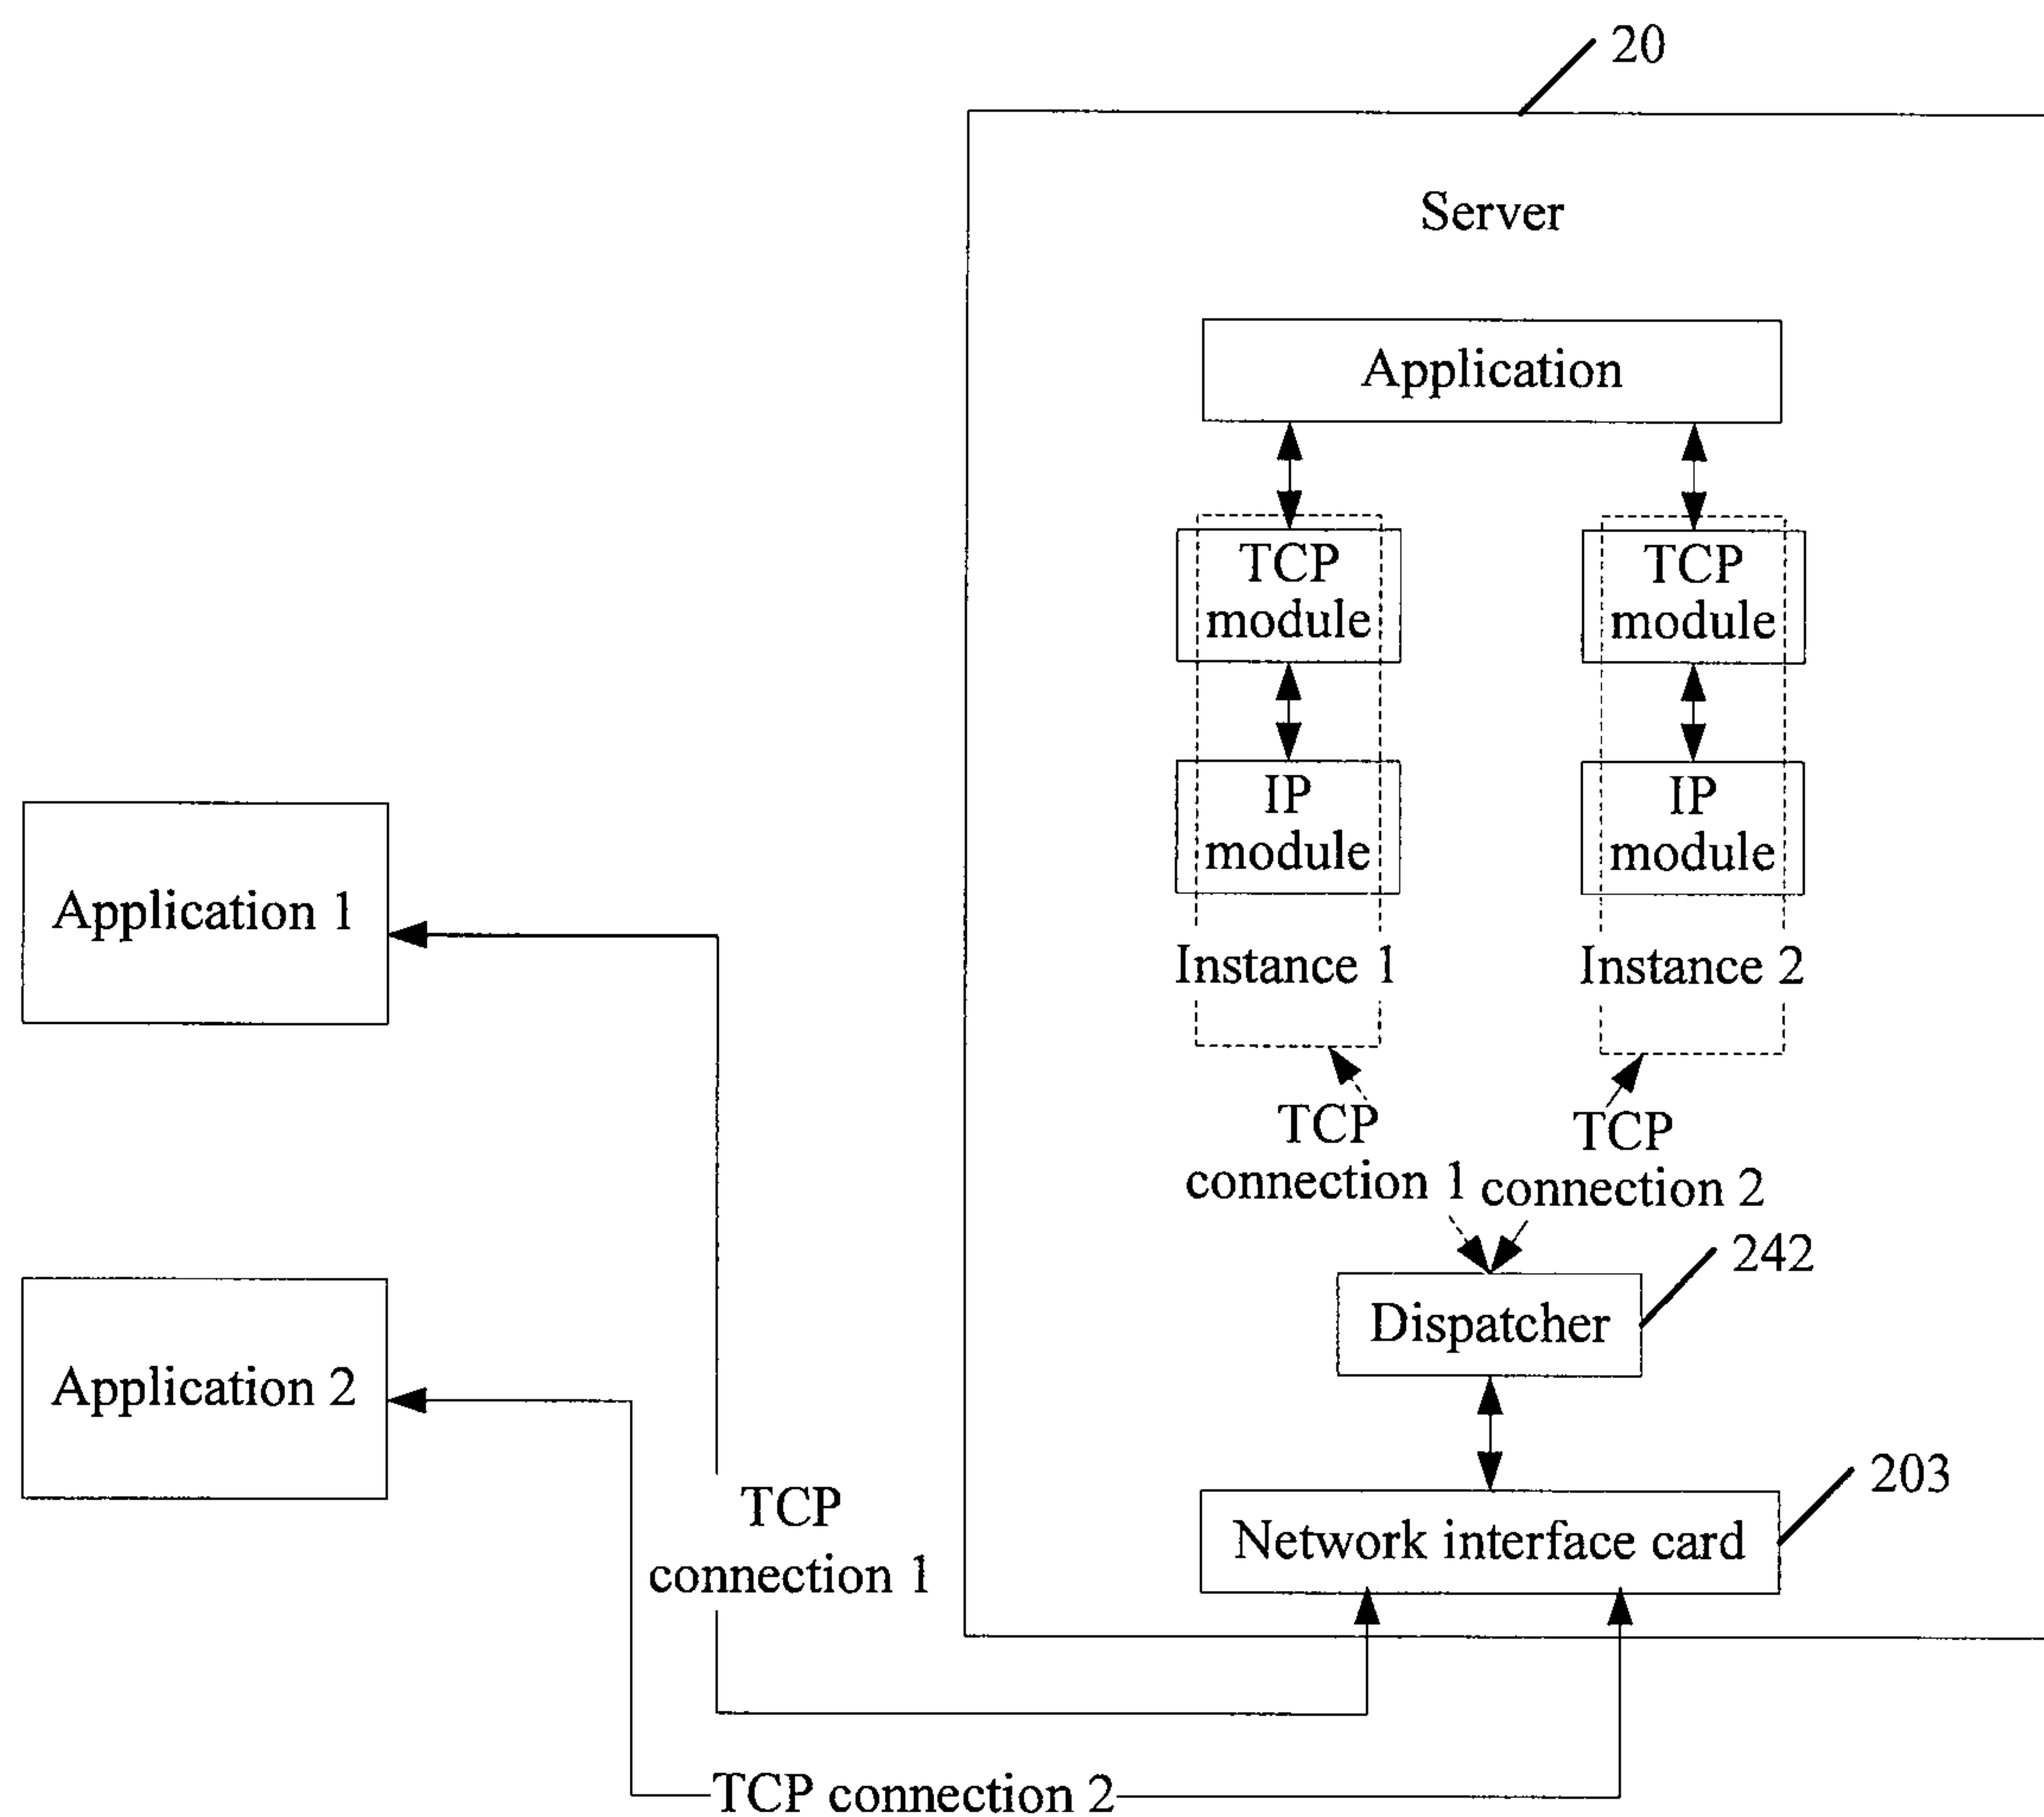 20
Server
Application
TCP
module
TCP
module
IP
module
IP
module
Application 1
Instance 1
Instance 2
TCP
connection 1
TCP
connection 2
242
Dispatcher
Application 2
203
TCP
connection 1
Network interface card
TCP connection 2